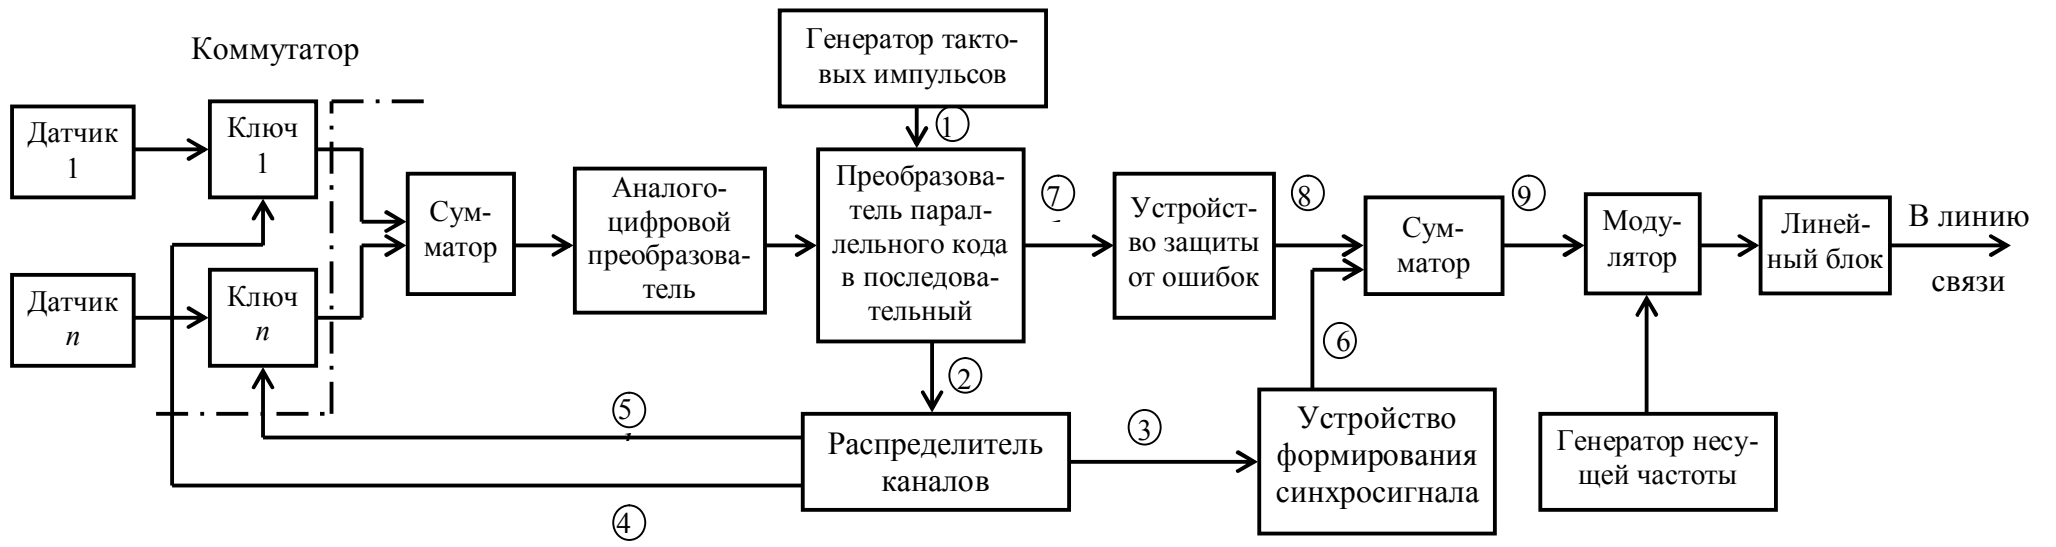 Коммутатор
Генератор такто-
вых импульсов
1
Датчик
1
Ключ
1
Датчик
n
Ключ
n
Сум-
матор
Аналого-
цифровой
преобразова-
тель
Преобразова-
тель парал-
лельного кода
в последова-
тельный
7
Устройст-
во защиты
от ошибок
8
Сум-
матор
9
Моду-
лятор
Линей-
ный блок
В линию
связи
2
6
5
4
Распределитель
каналов
3
Устройство
формирования
синхросигнала
Генератор несу-
щей частоты